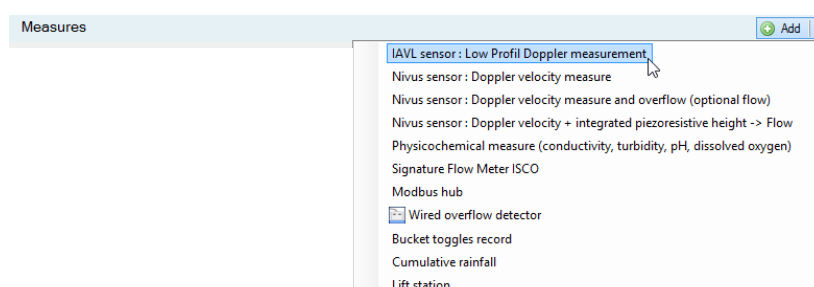 Measures
Add
IAVL sensor : Low Profil Doppler measurement
Nivus sensor : Doppler velocity measure
Nivus sensor : Doppler velocity measure and overflow (optional flow)
Nivus sensor : Doppler velocity + integrated piezoresistive height -> Flow
Physicochemical measure (conductivity, turbidity, pH, dissolved oxygen)
Signature Flow Meter ISCO
Modbus hub
Wired overflow detector
Bucket toggles record
Cumulative rainfall
Lift station